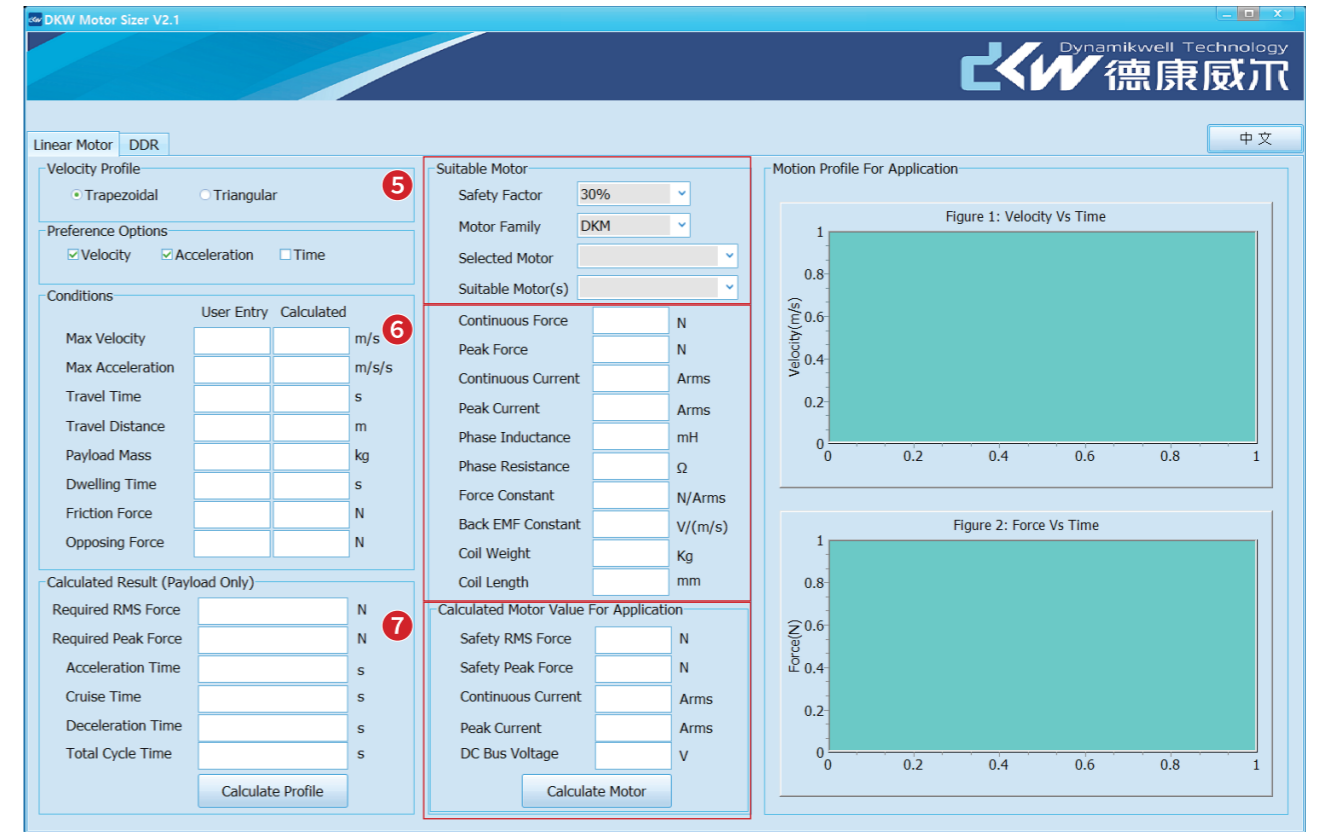 DKW Motor Sizer V2.1
DKW Dynamikwell Technology
德康威尔
中文
Linear Motor DDR
Velocity Profile
Trapezoidal Triangular
Preference Options
Velocity Acceleration Time
Conditions
User Entry Calculated
Max Velocity m/s
Max Acceleration m/s/s
Travel Time s
Travel Distance m
Payload Mass kg
Dwelling Time s
Friction Force N
Opposing Force N
Calculated Result (Payload Only)
Required RMS Force N
Required Peak Force N
Acceleration Time s
Cruise Time s
Deceleration Time s
Total Cycle Time s
Calculate Profile
5
Suitable Motor
Safety Factor 30%
Motor Family DKM
Selected Motor
Suitable Motor(s)
6
Continuous Force N
Peak Force N
Continuous Current Arms
Peak Current Arms
Phase Inductance mH
Phase Resistance Ω
Force Constant N/Arms
Back EMF Constant V/(m/s)
Coil Weight Kg
Coil Length mm
7
Calculated Motor Value For Application
Safety RMS Force N
Safety Peak Force N
Continuous Current Arms
Peak Current Arms
DC Bus Voltage V
Calculate Motor
Motion Profile For Application
Figure 1: Velocity Vs Time
Velocity(m/s)
1
0.8
0.6
0.4
0.2
0
0 0.2 0.4 0.6 0.8 1
Figure 2: Force Vs Time
Force(N)
1
0.8
0.6
0.4
0.2
0
0 0.2 0.4 0.6 0.8 1